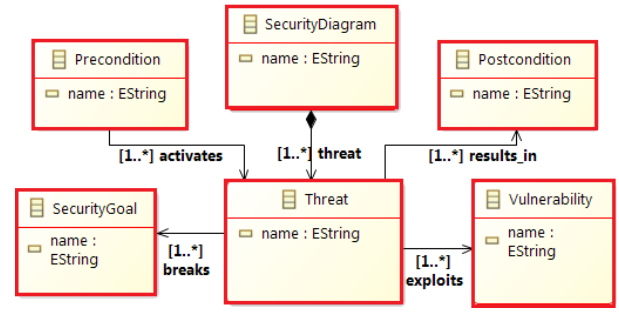 SecurityDiagram
name : EString
Precondition
name : EString
Postcondition
name : EString
[1..*] activates
[1..*] threat
[1..*] results_in
SecurityGoal
name :
EString
[1..*]
breaks
Threat
name : EString
[1..*]
exploits
Vulnerability
name :
EString